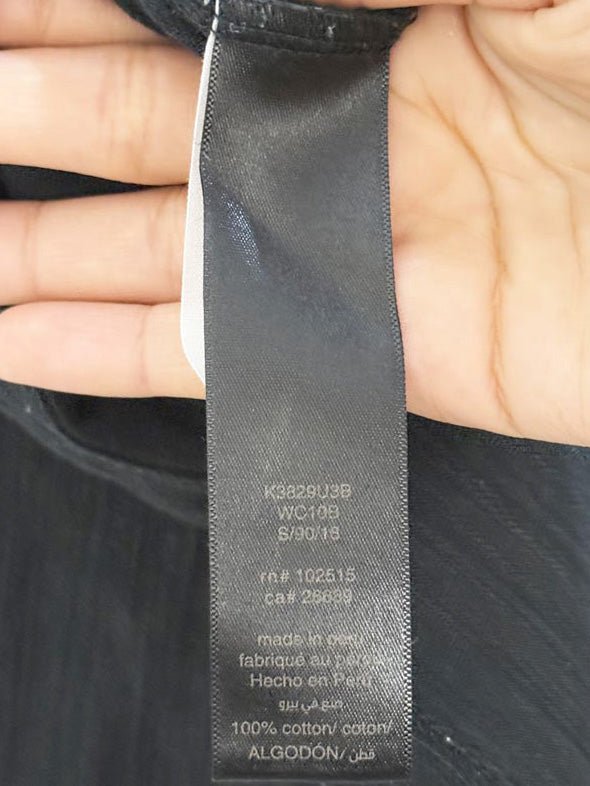 K3829U3B
WC10B
S/90/16
rn# 102515
ca# 26839
made in peru
fabriqué au pérou
Hecho en Perú
صنع في بيرو
100% cotton/ coton/
ALGODÓN/ قطن